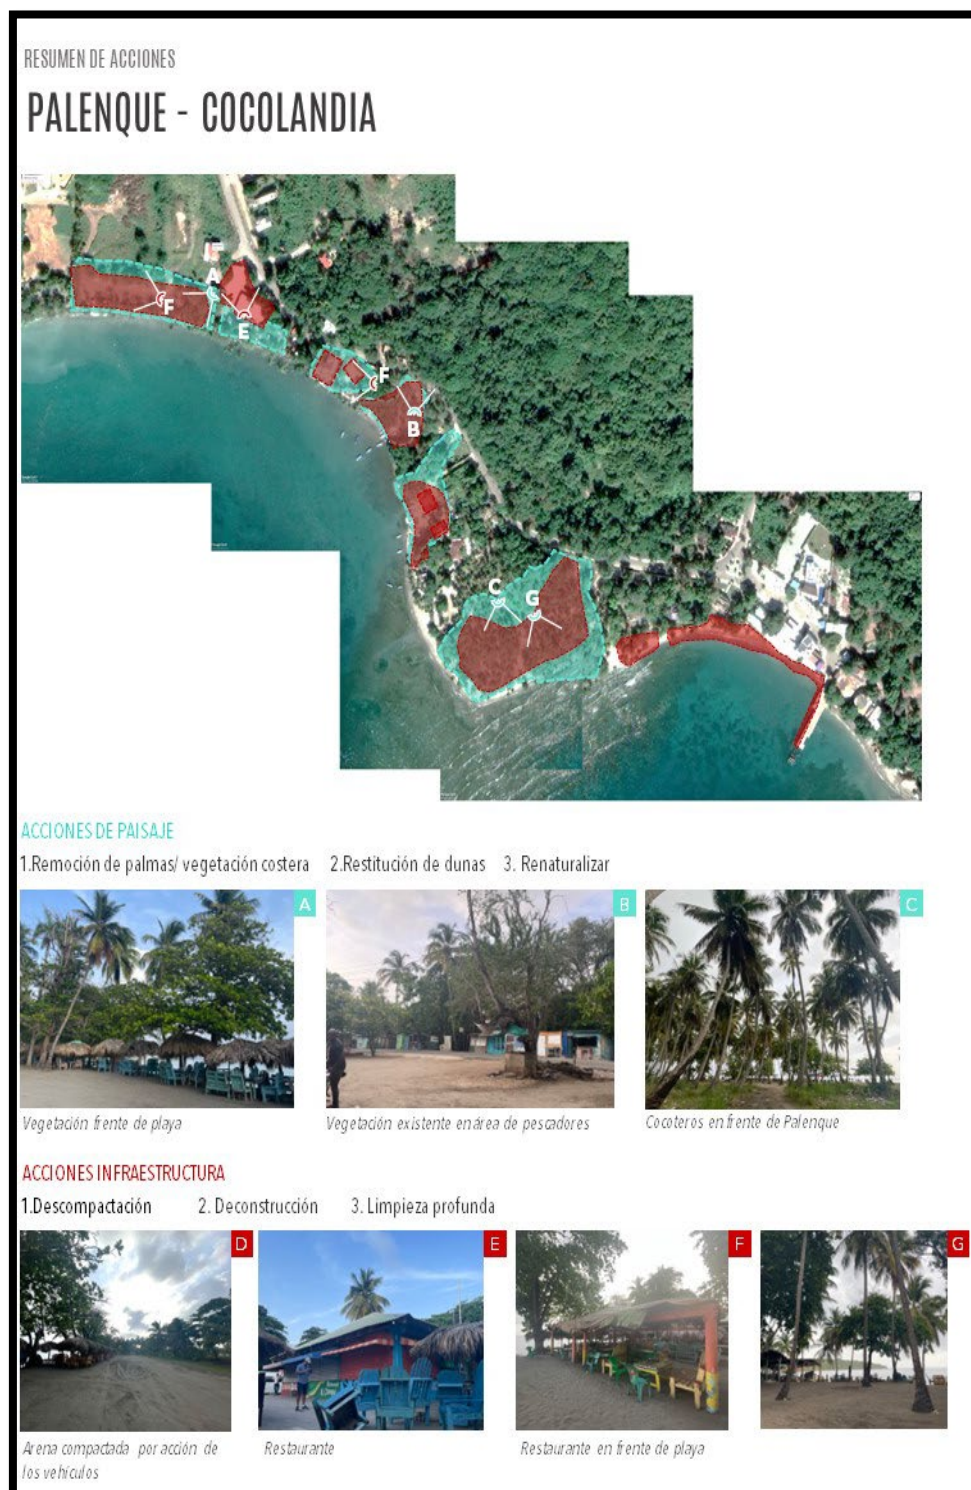 RESUMEN DE ACCIONES
PALENQUE - COCOLANDIA
A
F
E
F
B
C
G
ACCIONES DE PAISAJE
1.Remoción de palmas/ vegetación costera 2.Restitución de dunas 3. Renaturalizar
A
B
C
Vegetación frente de playa
Vegetación existente en área de pescadores
Cocoteros en frente de Palenque
ACCIONES INFRAESTRUCTURA
1.Descompactación 2. Deconstrucción 3. Limpieza profunda
D
E
F
G
Arena compactada por acción de
los vehículos
Restaurante
Restaurante en frente de playa